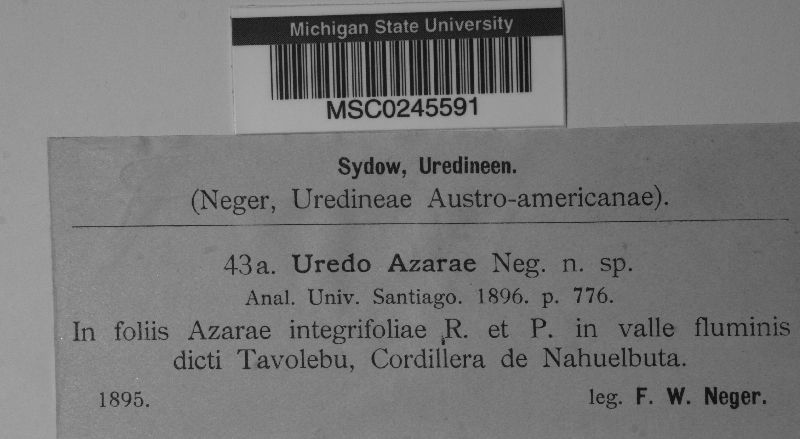 Michigan State University
MSC0245591
Sydow, Uredineen.
(Neger, Uredineae Austro-americanae).
43a. Uredo Azarae Neg. n. sp.
Anal. Univ. Santiago. 1896. p. 776.
In foliis Azarae integrifoliae R. et P. in valle fluminis
dicti Tavolebu, Cordillera de Nahuelbuta.
1895. leg. F. W. Neger.